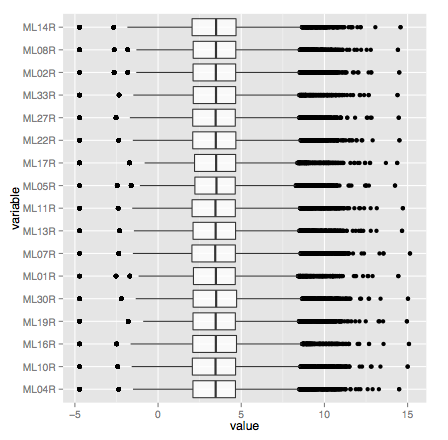 ML14R
ML08R
ML02R
ML33R
ML27R
ML22R
ML17R
ML05R
ML11R
ML13R
ML07R
ML01R
ML30R
ML19R
ML16R
ML10R
ML04R
variable
−5 0 5 10 15
value